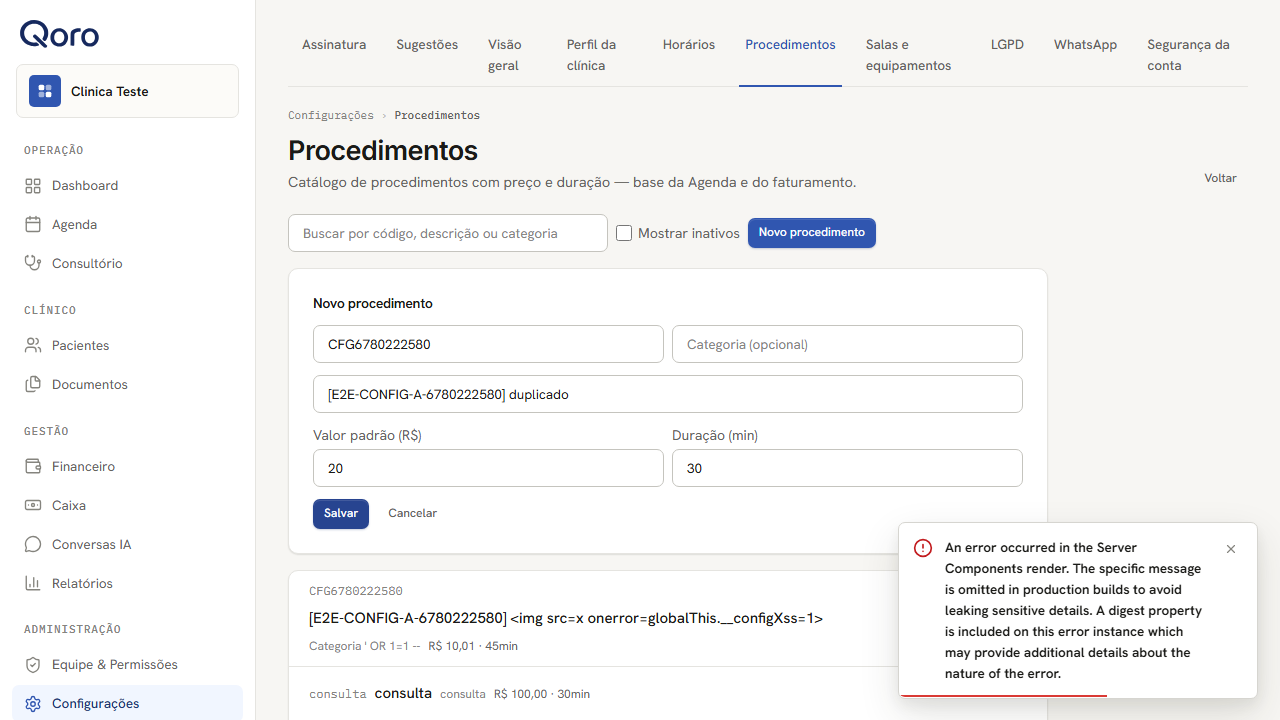 Qoro
Clinica Teste
OPERAÇÃO
Dashboard
Agenda
Consultório
CLÍNICO
Pacientes
Documentos
GESTÃO
Financeiro
Caixa
Conversas IA
Relatórios
ADMINISTRAÇÃO
Equipe & Permissões
Configurações
Assinatura
Sugestões
Visão
geral
Perfil da
clínica
Horários
Procedimentos
Salas e
equipamentos
LGPD
WhatsApp
Segurança da
conta
Configurações › Procedimentos
Procedimentos
Catálogo de procedimentos com preço e duração — base da Agenda e do faturamento.
Voltar
Buscar por código, descrição ou categoria
Mostrar inativos
Novo procedimento
Novo procedimento
CFG6780222580
Categoria (opcional)
[E2E-CONFIG-A-6780222580] duplicado
Valor padrão (R$)
Duração (min)
20
30
Salvar
Cancelar
CFG6780222580
[E2E-CONFIG-A-6780222580] <img src=x onerror=globalThis.__configXss=1>
Categoria ' OR 1=1 -- R$ 10,01 · 45min
consulta consulta consulta R$ 100,00 · 30min
An error occurred in the Server
Components render. The specific message
is omitted in production builds to avoid
leaking sensitive details. A digest property
is included on this error instance which
may provide additional details about the
nature of the error.